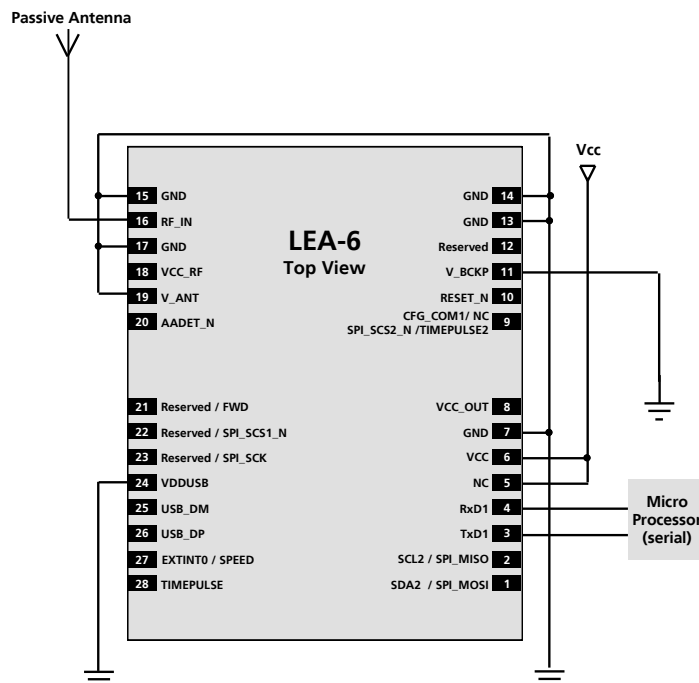 Passive Antenna
Vcc
15 GND
16 RF_IN
17 GND
18 VCC_RF
19 V_ANT
20 AADET_N
21 Reserved / FWD
22 Reserved / SPI_SCS1_N
23 Reserved / SPI_SCK
24 VDDUSB
25 USB_DM
26 USB_DP
27 EXTINT0 / SPEED
28 TIMEPULSE
LEA-6
Top View
GND 14
GND 13
Reserved 12
V_BCKP 11
RESET_N 10
CFG_COM1/ NC
SPI_SCS2_N /TIMEPULSE2 9
VCC_OUT 8
GND 7
VCC 6
NC 5
RxD1 4
TxD1 3
SCL2 / SPI_MISO 2
SDA2 / SPI_MOSI 1
Micro
Processor
(serial)